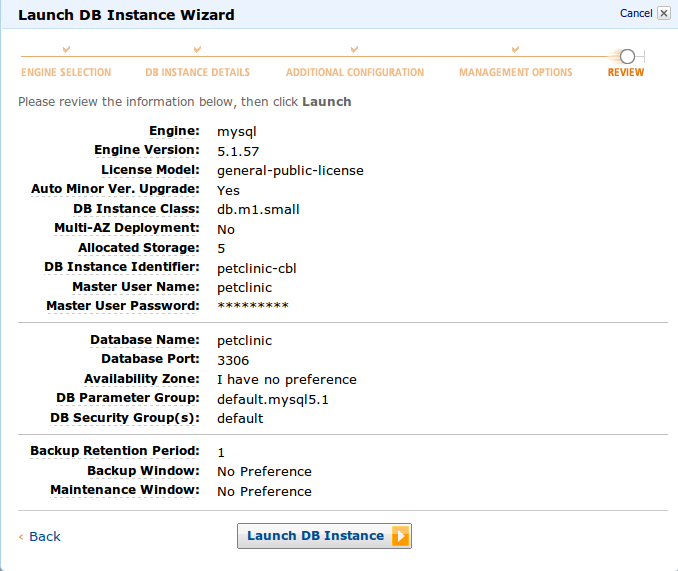 Launch DB Instance Wizard
Cancel
ENGINE SELECTION DB INSTANCE DETAILS ADDITIONAL CONFIGURATION MANAGEMENT OPTIONS REVIEW
Please review the information below, then click Launch
Engine: mysql
Engine Version: 5.1.57
License Model: general-public-license
Auto Minor Ver. Upgrade: Yes
DB Instance Class: db.m1.small
Multi-AZ Deployment: No
Allocated Storage: 5
DB Instance Identifier: petclinic-cbl
Master User Name: petclinic
Master User Password: *********
Database Name: petclinic
Database Port: 3306
Availability Zone: I have no preference
DB Parameter Group: default.mysql5.1
DB Security Group(s): default
Backup Retention Period: 1
Backup Window: No Preference
Maintenance Window: No Preference
‹ Back
Launch DB Instance